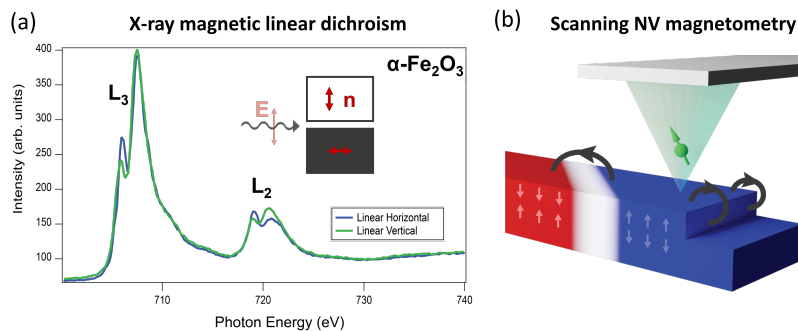 (a)
X-ray magnetic linear dichroism
(b)
Scanning NV magnetometry
400
350
300
250
200
150
100
Intensity (arb. units)
α-Fe₂O₃
L₃
E
n
L₂
Linear Horizontal
Linear Vertical
710
720
730
740
Photon Energy (eV)